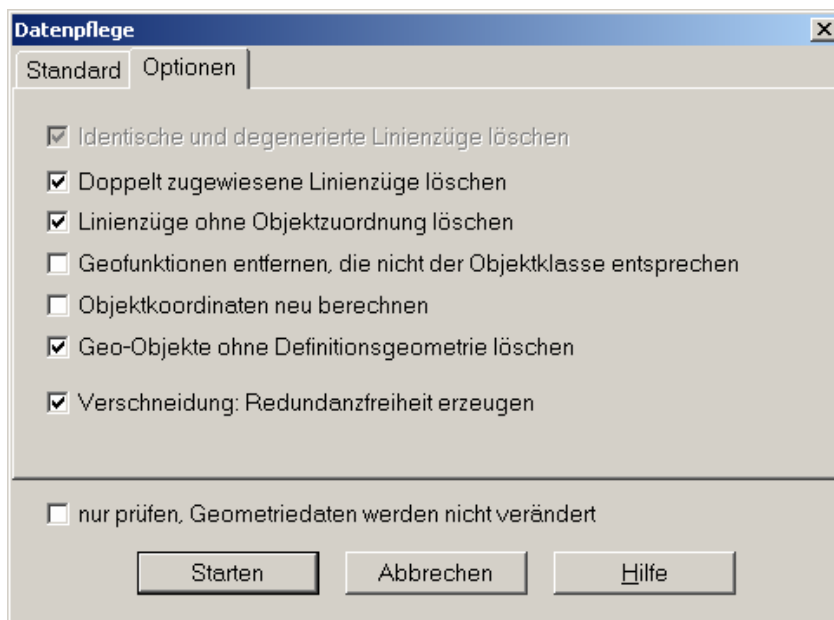 Datenpflege
Standard Optionen
Identische und degenerierte Linienzüge löschen
Doppelt zugewiesene Linienzüge löschen
Linienzüge ohne Objektzuordnung löschen
Geofunktionen entfernen, die nicht der Objektklasse entsprechen
Objektkoordinaten neu berechnen
Geo-Objekte ohne Definitionsgeometrie löschen
Verschneidung: Redundanzfreiheit erzeugen
nur prüfen, Geometriedaten werden nicht verändert
Starten Abbrechen Hilfe